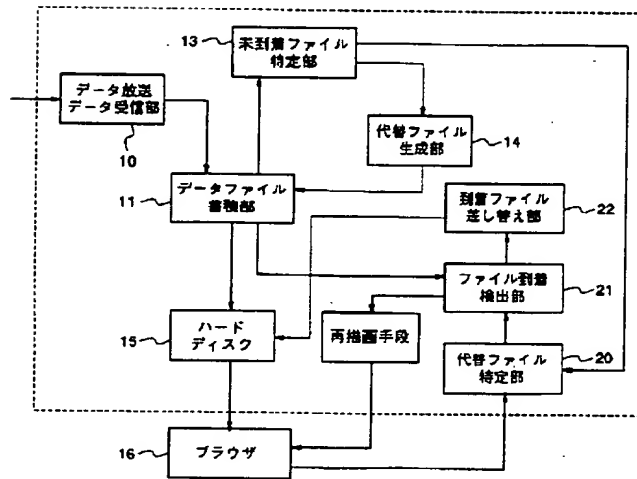 13
未到着ファイル
特定部
データ放送
データ受信部
10
代替ファイル
生成部
14
11
データファイル
蓄積部
到着ファイル
差し替え部
22
ファイル到着
検出部
21
15
ハード
ディスク
再描画手段
代替ファイル
特定部
20
16
ブラウザ